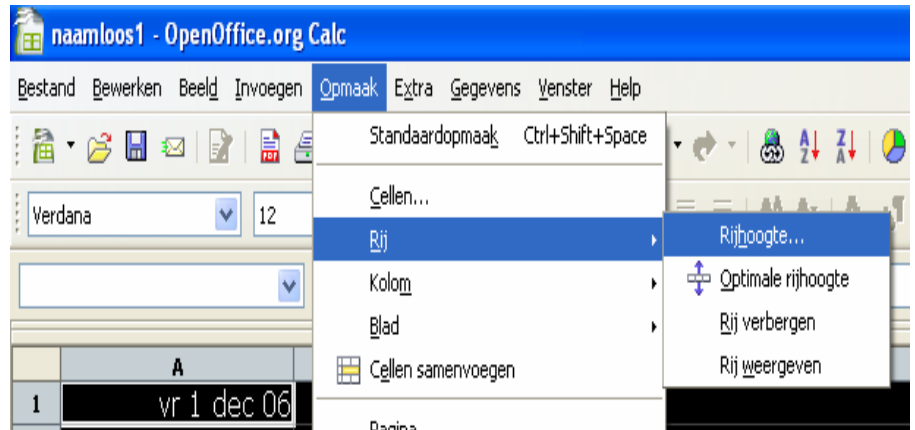 naamloos1 - OpenOffice.org Calc
Bestand Bewerken Beeld Invoegen Opmaak Extra Gegevens Venster Help
Standaardopmaak Ctrl+Shift+Space
Cellen...
Verdana 12
Rij
Rijhoogte...
Kolom
Optimale rijhoogte
Blad
Rij verbergen
Cellen samenvoegen
Rij weergeven
A
1 vr 1 dec 06
Pagina